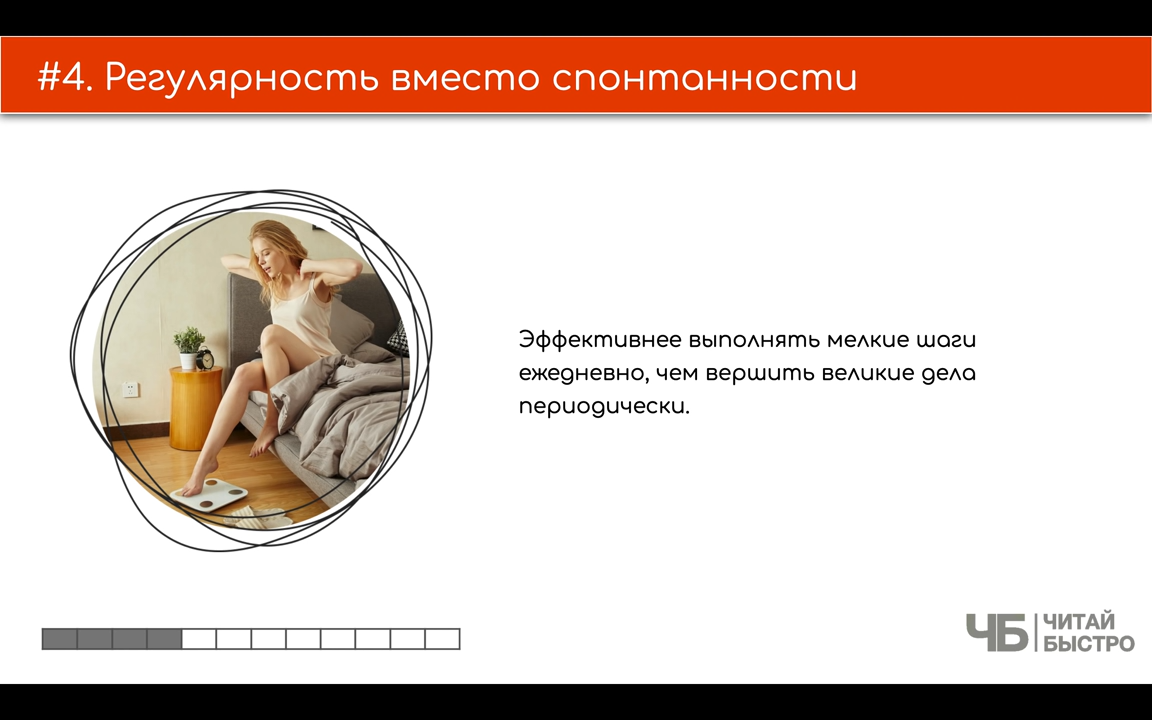 #4. Регулярность вместо спонтанности
Эффективнее выполнять мелкие шаги
ежедневно, чем вершить великие дела
периодически.
ЧБ ЧИТАЙ
БЫСТРО